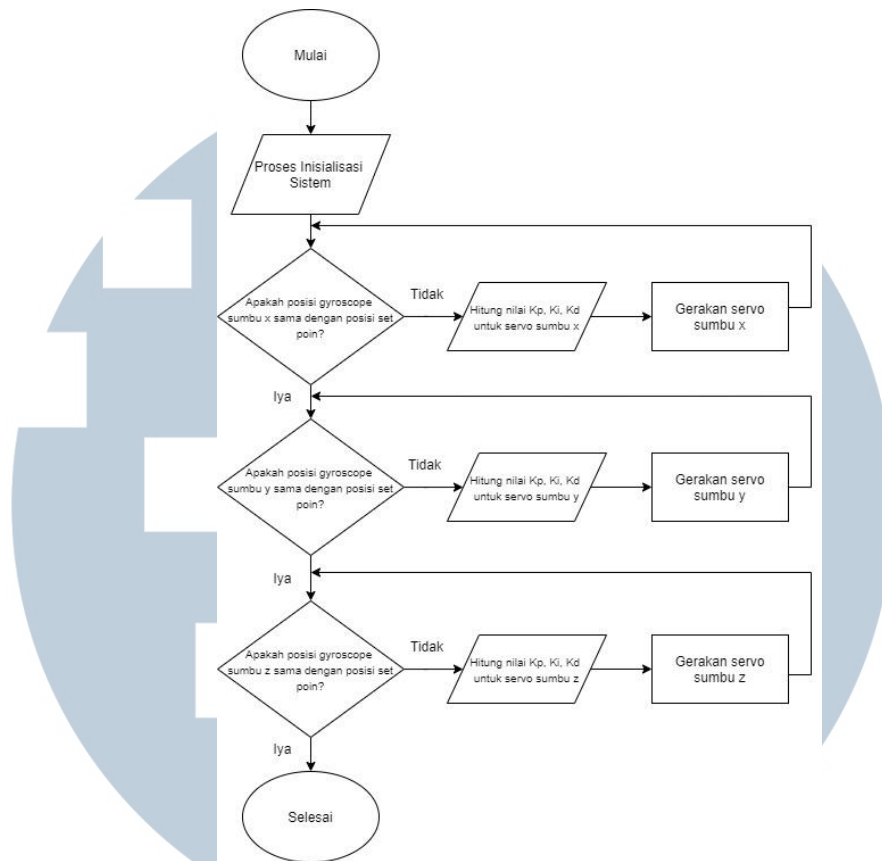 Mulai
Proses Inisialisasi
Sistem
Apakah posisi gyroscope
sumbu x sama dengan posisi set
poin?
Tidak
Hitung nilai Kp, Ki, Kd
untuk servo sumbu x
Gerakan servo
sumbu x
Iya
Apakah posisi gyroscope
sumbu y sama dengan posisi set
poin?
Tidak
Hitung nilai Kp, Ki, Kd
untuk servo sumbu y
Gerakan servo
sumbu y
Iya
Apakah posisi gyroscope
sumbu z sama dengan posisi set
poin?
Tidak
Hitung nilai Kp, Ki, Kd
untuk servo sumbu z
Gerakan servo
sumbu z
Iya
Selesai